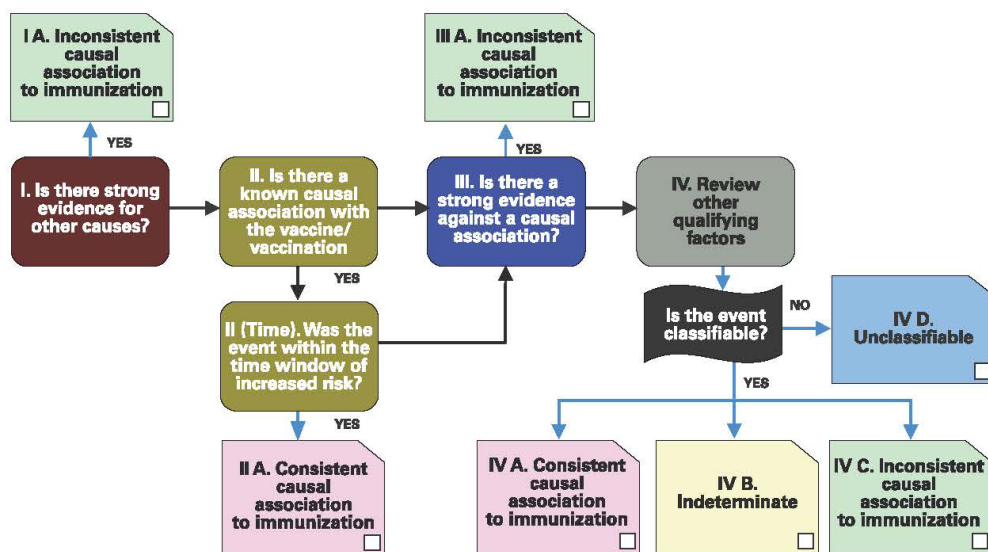 I A. Inconsistent
causal
association
to immunization
YES
I. Is there strong
evidence for
other causes?
II. Is there a
known causal
association with
the vaccine/
vaccination
YES
II (Time). Was the
event within the
time window of
increased risk?
YES
II A. Consistent
causal
association
to immunization
III A. Inconsistent
causal
association
to immunization
YES
III. Is there a
strong evidence
against a causal
association?
IV. Review
other
qualifying
factors
Is the event
classifiable?
NO
IV D.
Unclassifiable
YES
IV A. Consistent
causal
association
to immunization
IV B.
Indeterminate
IV C. Inconsistent
causal
association
to immunization